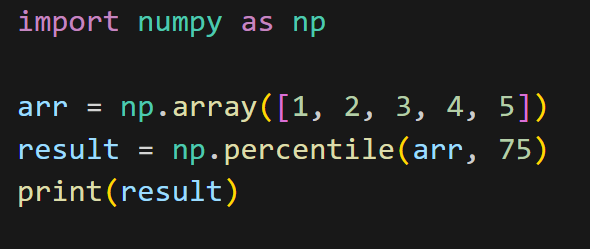 import numpy as np
arr = np.array([1, 2, 3, 4, 5])
result = np.percentile(arr, 75)
print(result)